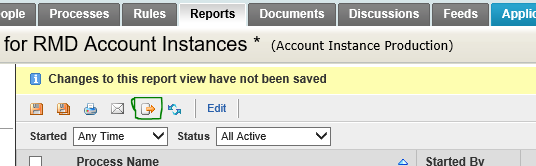 ople Processes Rules Reports Documents Discussions Feeds Applic
for RMD Account Instances * (Account Instance Production)
Changes to this report view have not been saved
Edit
Started Any Time Status All Active
Process Name Started By